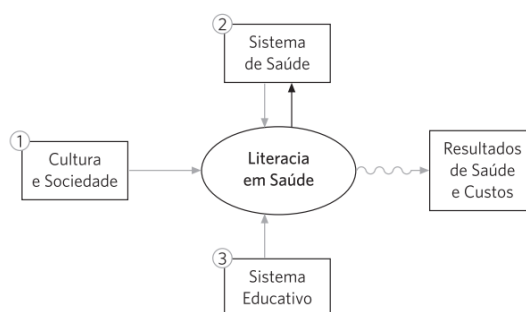 2
Sistema
de Saúde
1
Cultura
e Sociedade
Literacia
em Saúde
Resultados
de Saúde
e Custos
3
Sistema
Educativo